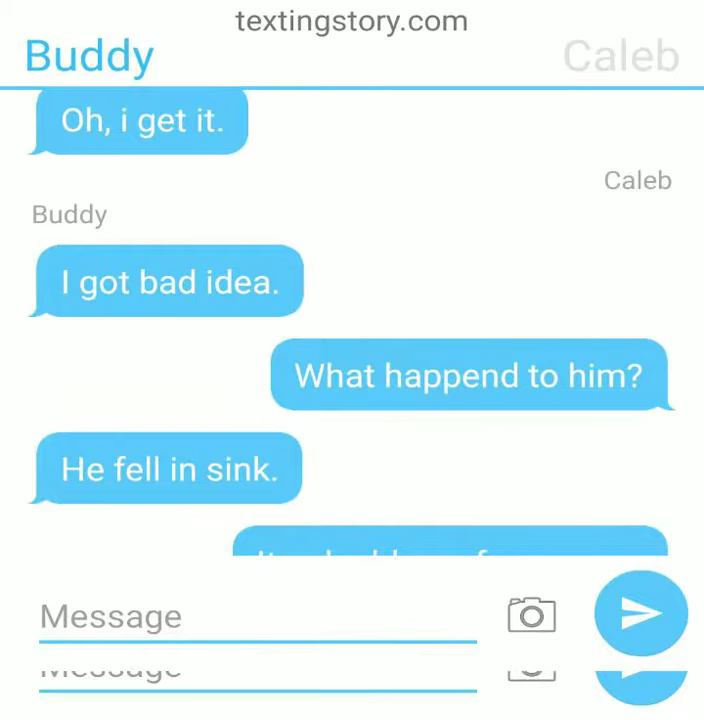 textingstory.com
Buddy
Caleb
Oh, i get it.
Caleb
Buddy
I got bad idea.
What happend to him?
He fell in sink.
Message
Message